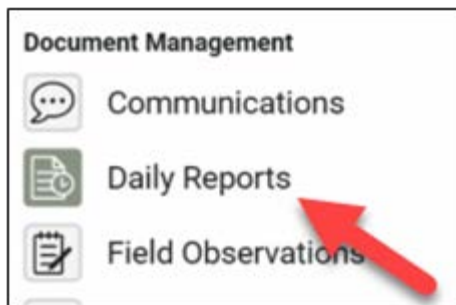 Document Management
Communications
Daily Reports
Field Observations